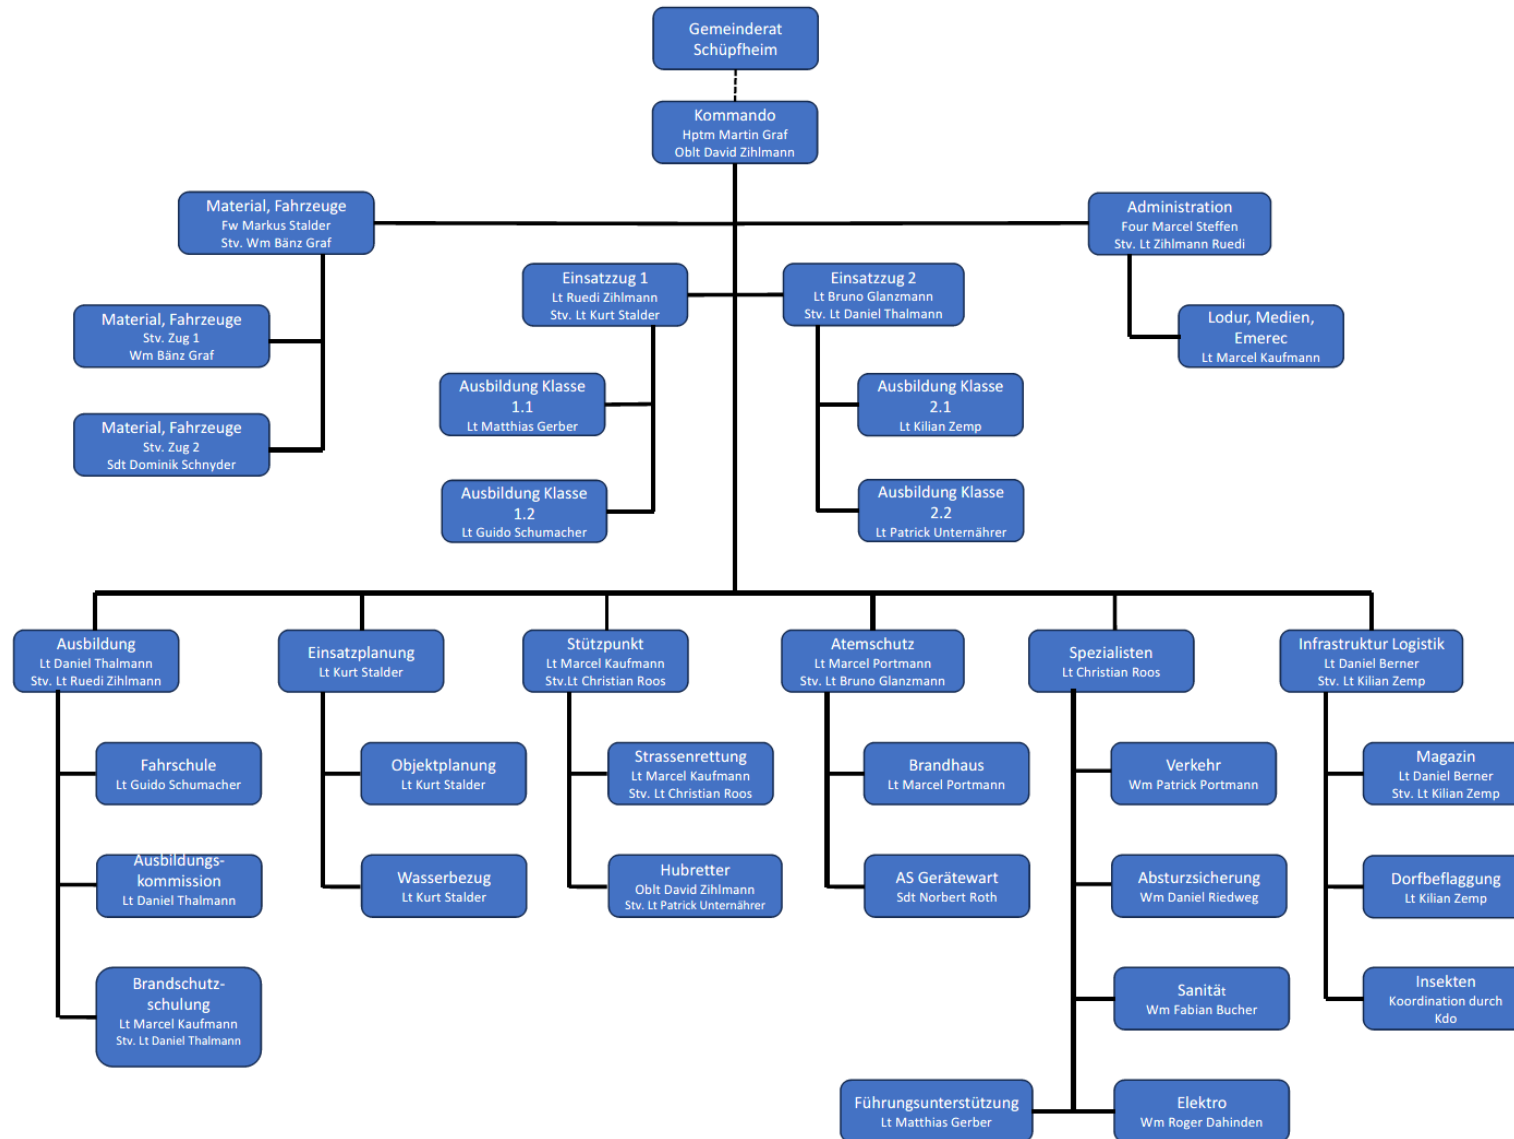 Gemeinderat
Schüpfheim
Kommando
Hptm Martin Graf
Oblt David Zihlmann
Material, Fahrzeuge
Fw Markus Stalder
Stv. Wm Bänz Graf
Administration
Four Marcel Steffen
Stv. Lt Zihlmann Ruedi
Einsatzzug 1
Lt Ruedi Zihlmann
Stv. Lt Kurt Stalder
Einsatzzug 2
Lt Bruno Glanzmann
Stv. Lt Daniel Thalmann
Material, Fahrzeuge
Stv. Zug 1
Wm Bänz Graf
Lodur, Medien,
Emerec
Lt Marcel Kaufmann
Ausbildung Klasse
1.1
Lt Matthias Gerber
Ausbildung Klasse
2.1
Lt Kilian Zemp
Material, Fahrzeuge
Stv. Zug 2
Sdt Dominik Schnyder
Ausbildung Klasse
1.2
Lt Guido Schumacher
Ausbildung Klasse
2.2
Lt Patrick Unternährer
Ausbildung
Lt Daniel Thalmann
Stv. Lt Ruedi Zihlmann
Einsatzplanung
Lt Kurt Stalder
Stützpunkt
Lt Marcel Kaufmann
Stv.Lt Christian Roos
Atemschutz
Lt Marcel Portmann
Stv. Lt Bruno Glanzmann
Spezialisten
Lt Christian Roos
Infrastruktur Logistik
Lt Daniel Berner
Stv. Lt Kilian Zemp
Fahrschule
Lt Guido Schumacher
Objektplanung
Lt Kurt Stalder
Strassenrettung
Lt Marcel Kaufmann
Stv. Lt Christian Roos
Brandhaus
Lt Marcel Portmann
Verkehr
Wm Patrick Portmann
Magazin
Lt Daniel Berner
Stv. Lt Kilian Zemp
Ausbildungs-
kommission
Lt Daniel Thalmann
Wasserbezug
Lt Kurt Stalder
Hubretter
Oblt David Zihlmann
Stv. Lt Patrick Unternährer
AS Gerätewart
Sdt Norbert Roth
Absturzsicherung
Wm Daniel Riedweg
Dorfbeflaggung
Lt Kilian Zemp
Brandschutz-
schulung
Lt Marcel Kaufmann
Stv. Lt Daniel Thalmann
Sanität
Wm Fabian Bucher
Insekten
Koordination durch
Kdo
Führungsunterstützung
Lt Matthias Gerber
Elektro
Wm Roger Dahinden